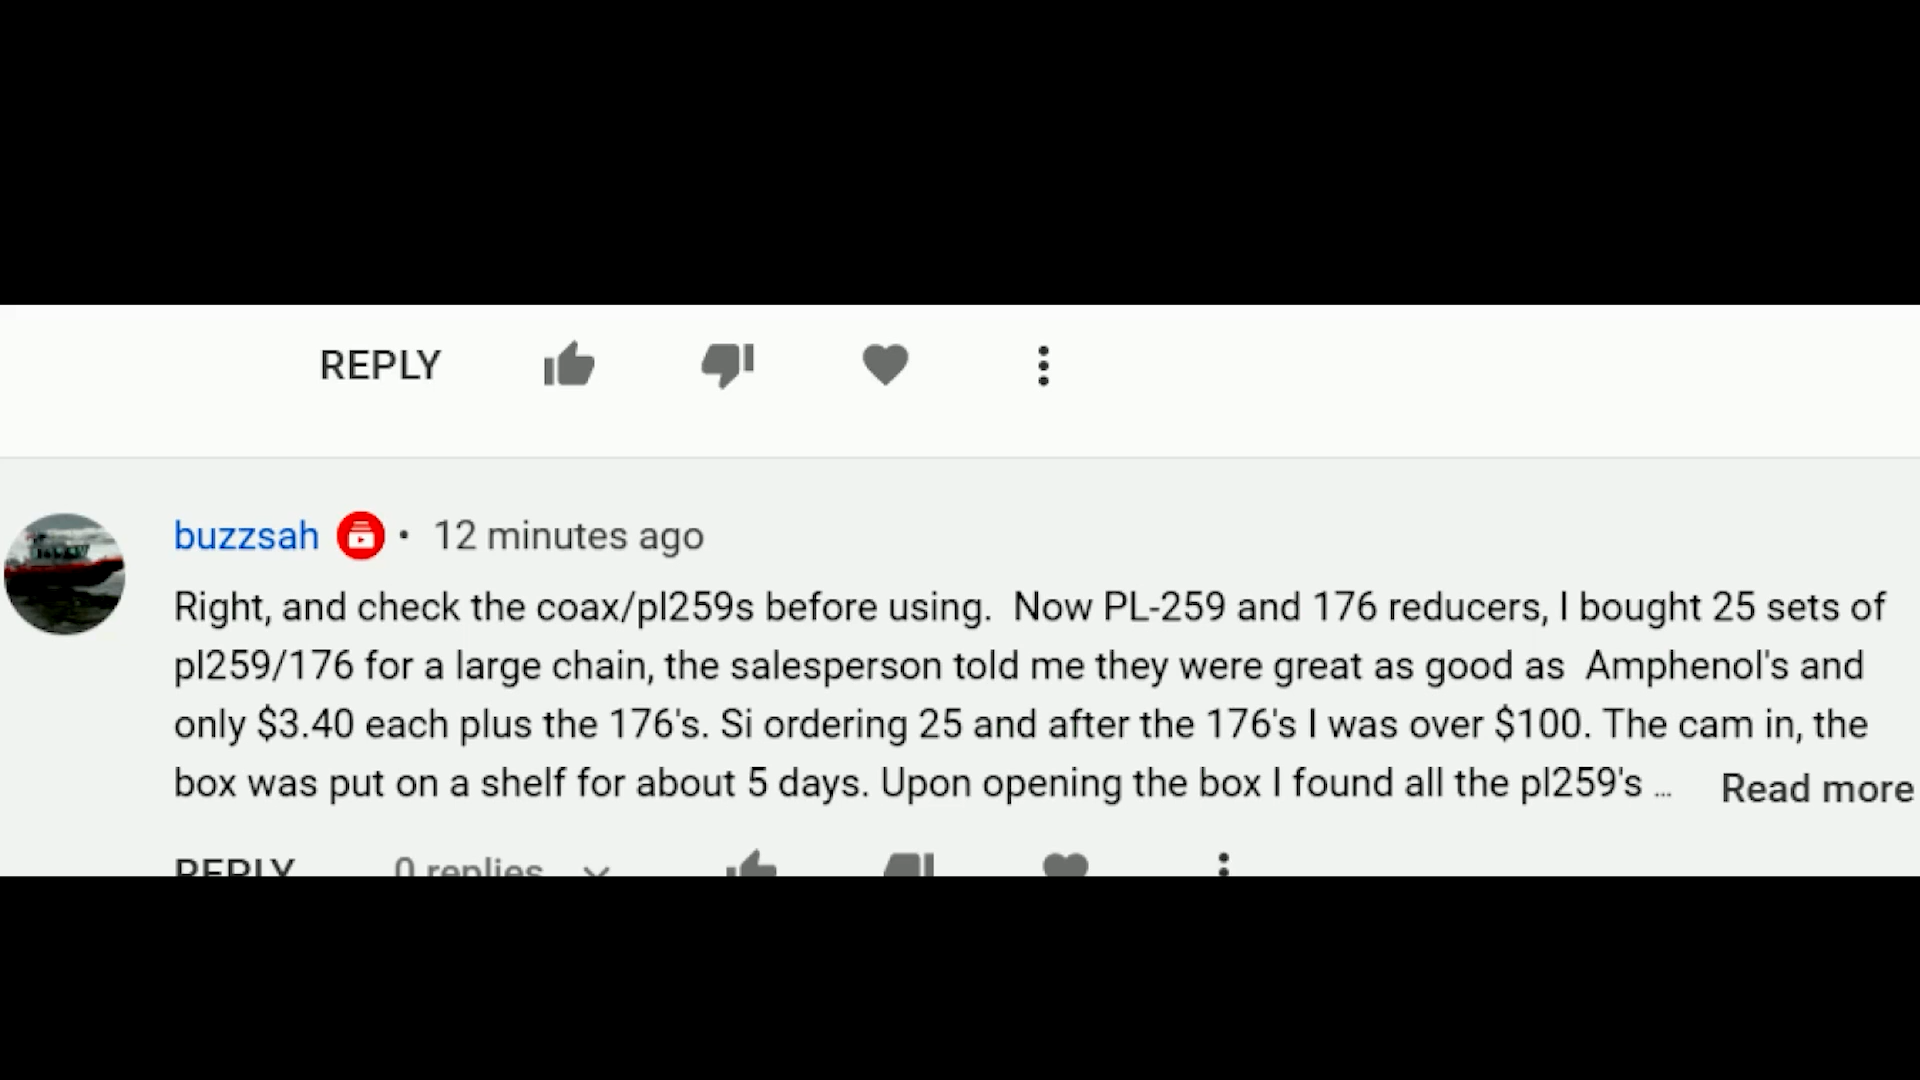 REPLY
buzzsah • 12 minutes ago
Right, and check the coax/pl259s before using.  Now PL-259 and 176 reducers, I bought 25 sets of
pl259/176 for a large chain, the salesperson told me they were great as good as  Amphenol's and
only $3.40 each plus the 176's. Si ordering 25 and after the 176's I was over $100. The cam in, the
box was put on a shelf for about 5 days. Upon opening the box I found all the pl259's ... Read more
REPLY 0 replies